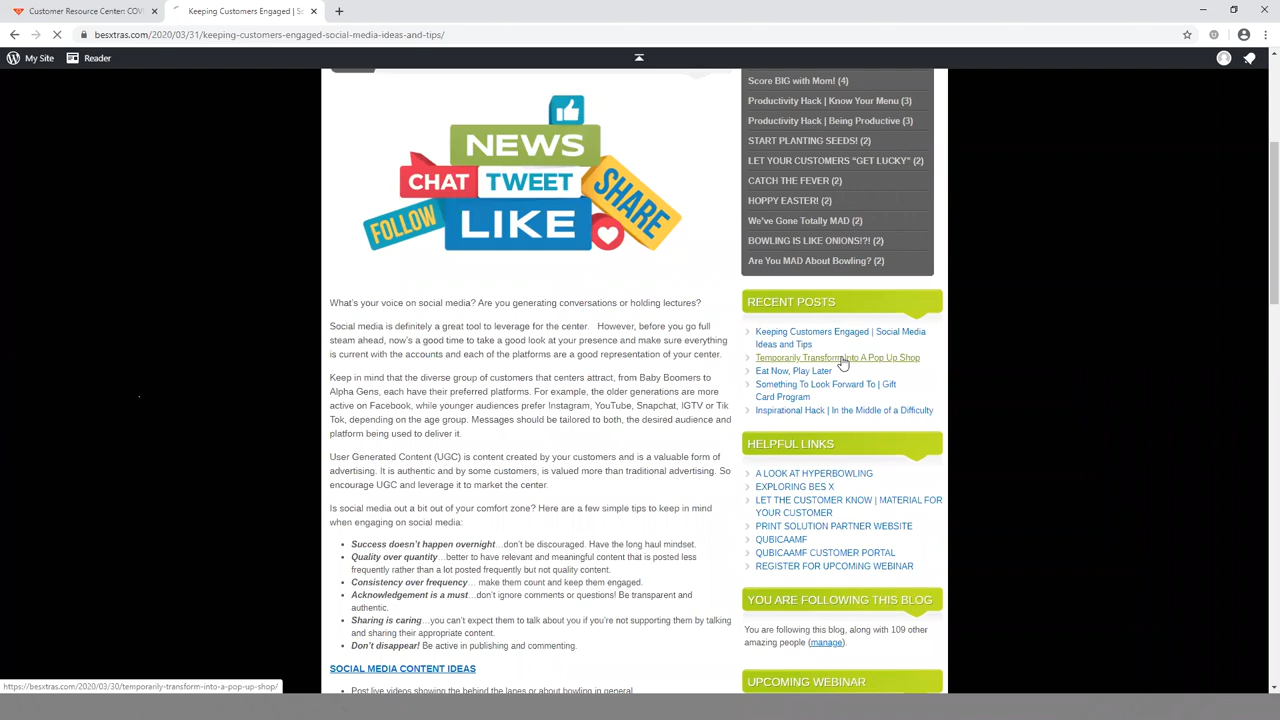 Customer Resource Center: COVI
Keeping Customers Engaged | So
besxtras.com/2020/03/31/keeping-customers-engaged-social-media-ideas-and-tips/
My Site
Reader
NEWS
CHAT
TWEET
SHARE
FOLLOW
LIKE
What's your voice on social media? Are you generating conversations or holding lectures?
Social media is definitely a great tool to leverage for the center. However, before you go full
steam ahead, now's a good time to take a good look at your presence and make sure everything
is current with the accounts and each of the platforms are a good representation of your center.
Keep in mind that the diverse group of customers that centers attract, from Baby Boomers to
Alpha Gens, each have their preferred platforms. For example, the older generations are more
active on Facebook, while younger audiences prefer Instagram, YouTube, Snapchat, IGTV or Tik
Tok, depending on the age group. Messages should be tailored to both, the desired audience and
platform being used to deliver it.
User Generated Content (UGC) is content created by your customers and is a valuable form of
advertising. It is authentic and by some customers, is valued more than traditional advertising. So
encourage UGC and leverage it to market the center.
Is social media out a bit out of your comfort zone? Here are a few simple tips to keep in mind
when engaging on social media:
Success doesn't happen overnight…don't be discouraged. Have the long haul mindset.
Quality over quantity…better to have relevant and meaningful content that is posted less
frequently rather than a lot posted frequently but not quality content.
Consistency over frequency… make them count and keep them engaged.
Acknowledgement is a must…don't ignore comments or questions! Be transparent and
authentic.
Sharing is caring…you can't expect them to talk about you if you're not supporting them by talking
and sharing their appropriate content.
Don't disappear! Be active in publishing and commenting.
SOCIAL MEDIA CONTENT IDEAS
Post live videos showing the behind the lanes or about bowling in general
Score BIG with Mom! (4)
Productivity Hack | Know Your Menu (3)
Productivity Hack | Being Productive (3)
START PLANTING SEEDS! (2)
LET YOUR CUSTOMERS “GET LUCKY” (2)
CATCH THE FEVER (2)
HOPPY EASTER! (2)
We've Gone Totally MAD (2)
BOWLING IS LIKE ONIONS!?! (2)
Are You MAD About Bowling? (2)
RECENT POSTS
Keeping Customers Engaged | Social Media
Ideas and Tips
Temporarily Transform Into A Pop Up Shop
Eat Now, Play Later
Something To Look Forward To | Gift
Card Program
Inspirational Hack | In the Middle of a Difficulty
HELPFUL LINKS
A LOOK AT HYPERBOWLING
EXPLORING BES X
LET THE CUSTOMER KNOW | MATERIAL FOR
YOUR CUSTOMER
PRINT SOLUTION PARTNER WEBSITE
QUBICAAMF
QUBICAAMF CUSTOMER PORTAL
REGISTER FOR UPCOMING WEBINAR
YOU ARE FOLLOWING THIS BLOG
You are following this blog, along with 109 other
amazing people (manage).
UPCOMING WEBINAR
https://besxtras.com/2020/03/30/temporarily-transform-into-a-pop-up-shop/